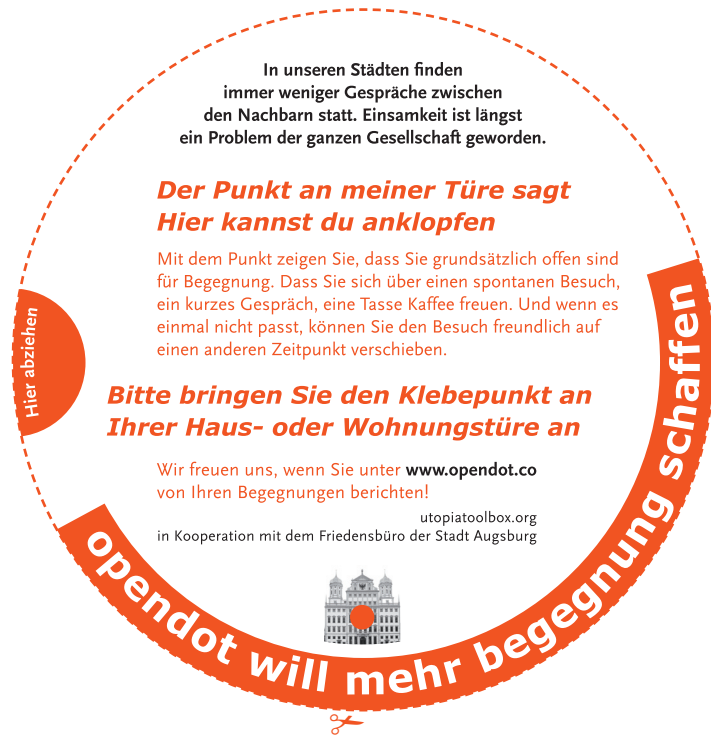 In unseren Städten finden
immer weniger Gespräche zwischen
den Nachbarn statt. Einsamkeit ist längst
ein Problem der ganzen Gesellschaft geworden.
Der Punkt an meiner Türe sagt
Hier kannst du anklopfen
Mit dem Punkt zeigen Sie, dass Sie grundsätzlich offen sind
für Begegnung. Dass Sie sich über einen spontanen Besuch,
ein kurzes Gespräch, eine Tasse Kaffee freuen. Und wenn es
einmal nicht passt, können Sie den Besuch freundlich auf
einen anderen Zeitpunkt verschieben.
Hier abziehen
Bitte bringen Sie den Klebepunkt an
Ihrer Haus- oder Wohnungstüre an
Wir freuen uns, wenn Sie unter www.opendot.co
von Ihren Begegnungen berichten!
utopiatoolbox.org
in Kooperation mit dem Friedensbüro der Stadt Augsburg
opendot will mehr begegnung schaffen